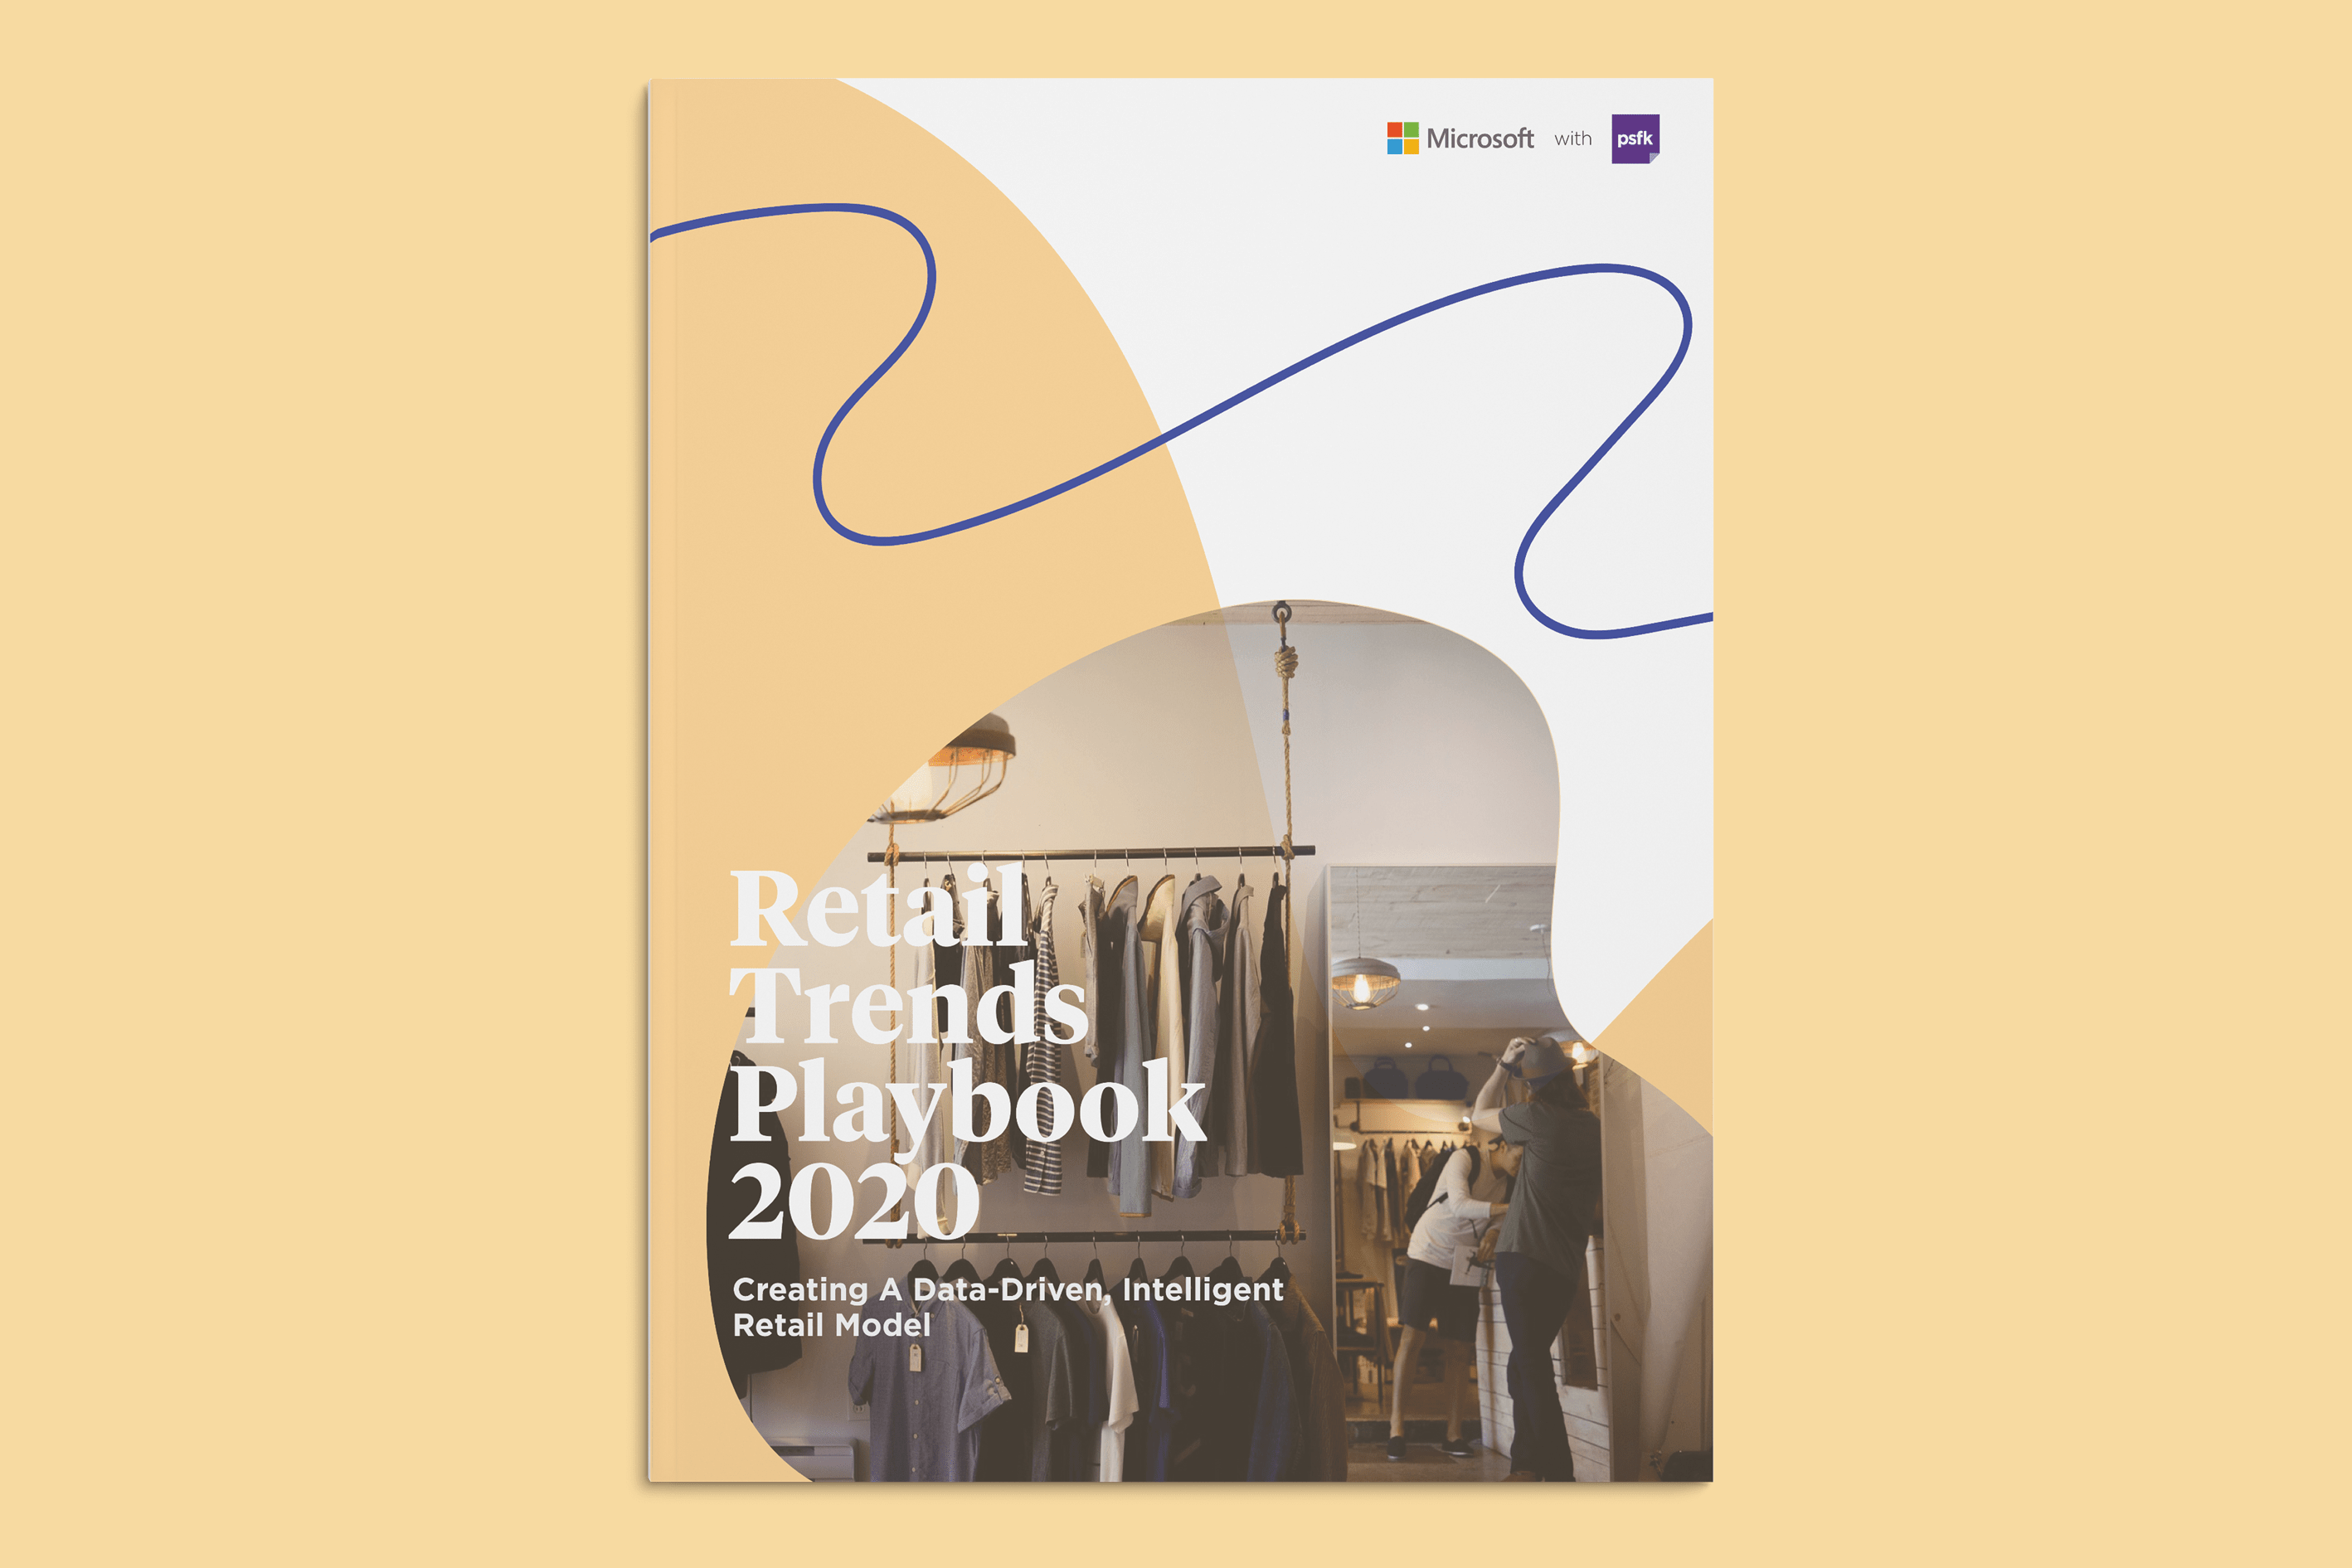 Microsoft with psfk
Retail
Trends
Playbook
2020
Creating A Data-Driven, Intelligent
Retail Model